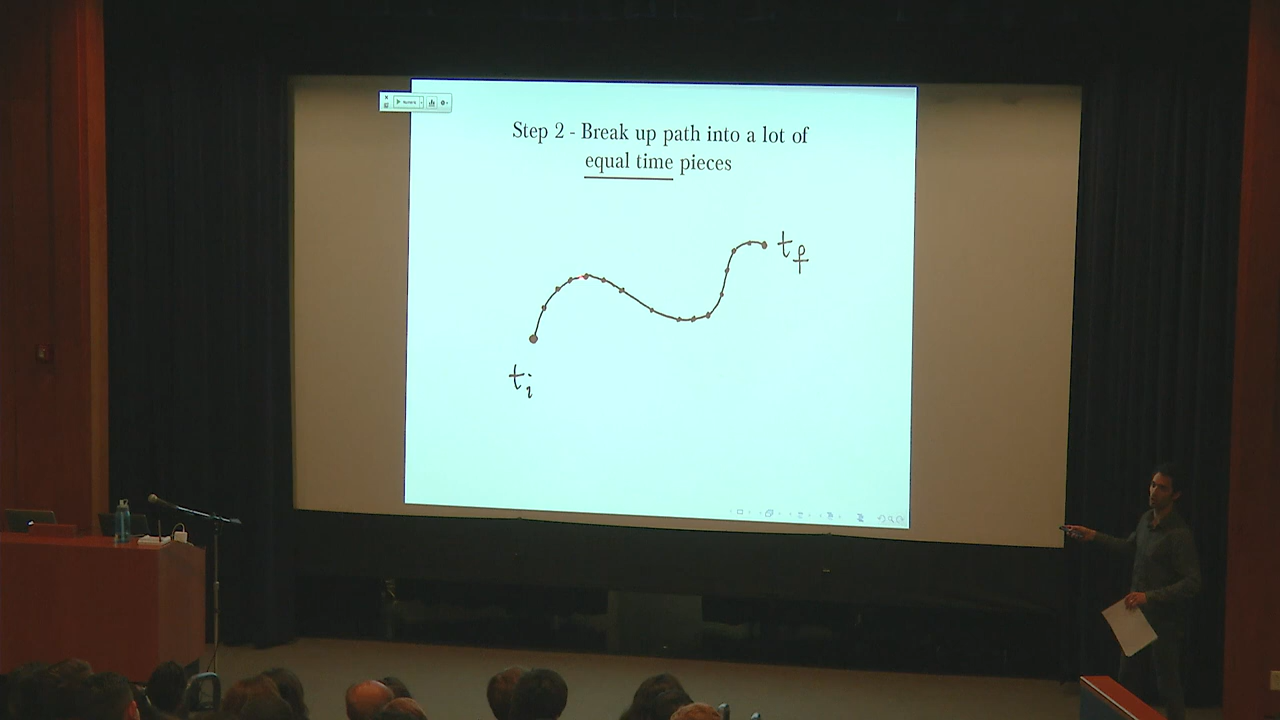 Step 2 - Break up path into a lot of
equal time pieces
t_f
t_i